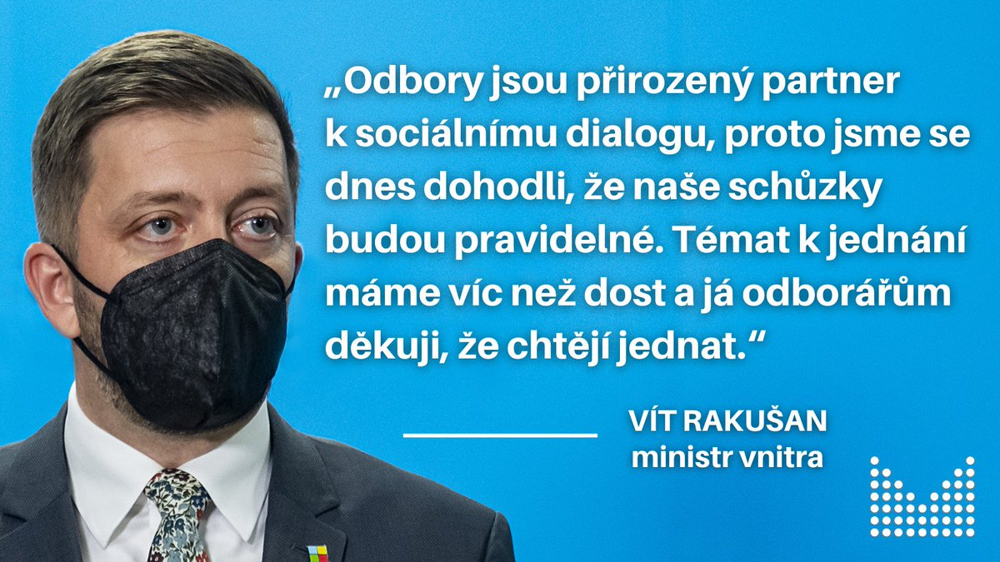 „Odbory jsou přirozený partner
k sociálnímu dialogu, proto jsme se
dnes dohodli, že naše schůzky
budou pravidelné. Témat k jednání
máme víc než dost a já odborářům
děkuji, že chtějí jednat.“
VÍT RAKUŠAN
ministr vnitra